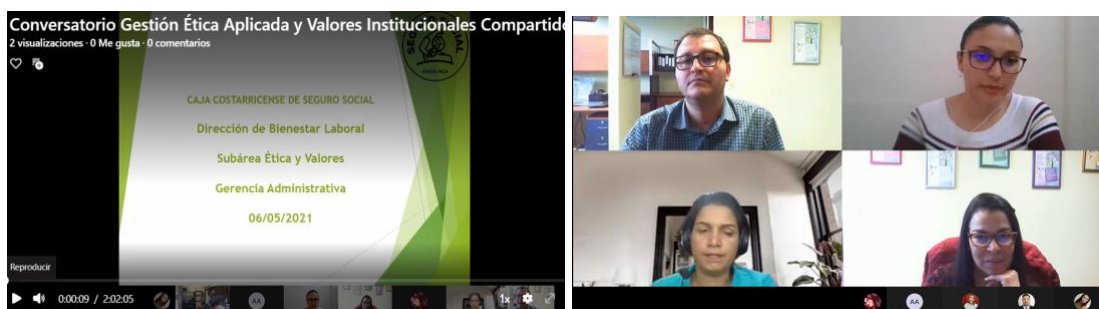 Conversatorio Gestión Ética Aplicada y Valores Institucionales Compartido
2 visualizaciones · 0 Me gusta · 0 comentarios
CAJA COSTARRICENSE DE SEGURO SOCIAL
Dirección de Bienestar Laboral
Subárea Ética y Valores
Gerencia Administrativa
06/05/2021
Reproducir
0:00:09 / 2:02:05
AA
1x
AA